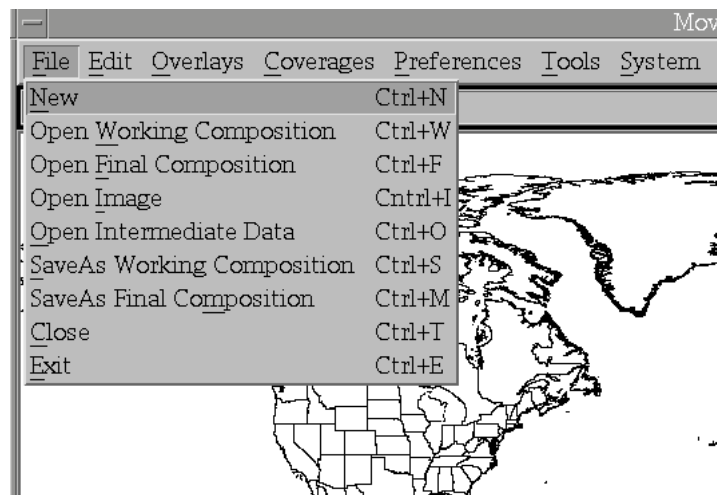 Mov
File Edit Overlays Coverages Preferences Tools System
New Ctrl+N
Open Working Composition Ctrl+W
Open Final Composition Ctrl+F
Open Image Cntrl+I
Open Intermediate Data Ctrl+O
SaveAs Working Composition Ctrl+S
SaveAs Final Composition Ctrl+M
Close Ctrl+T
Exit Ctrl+E